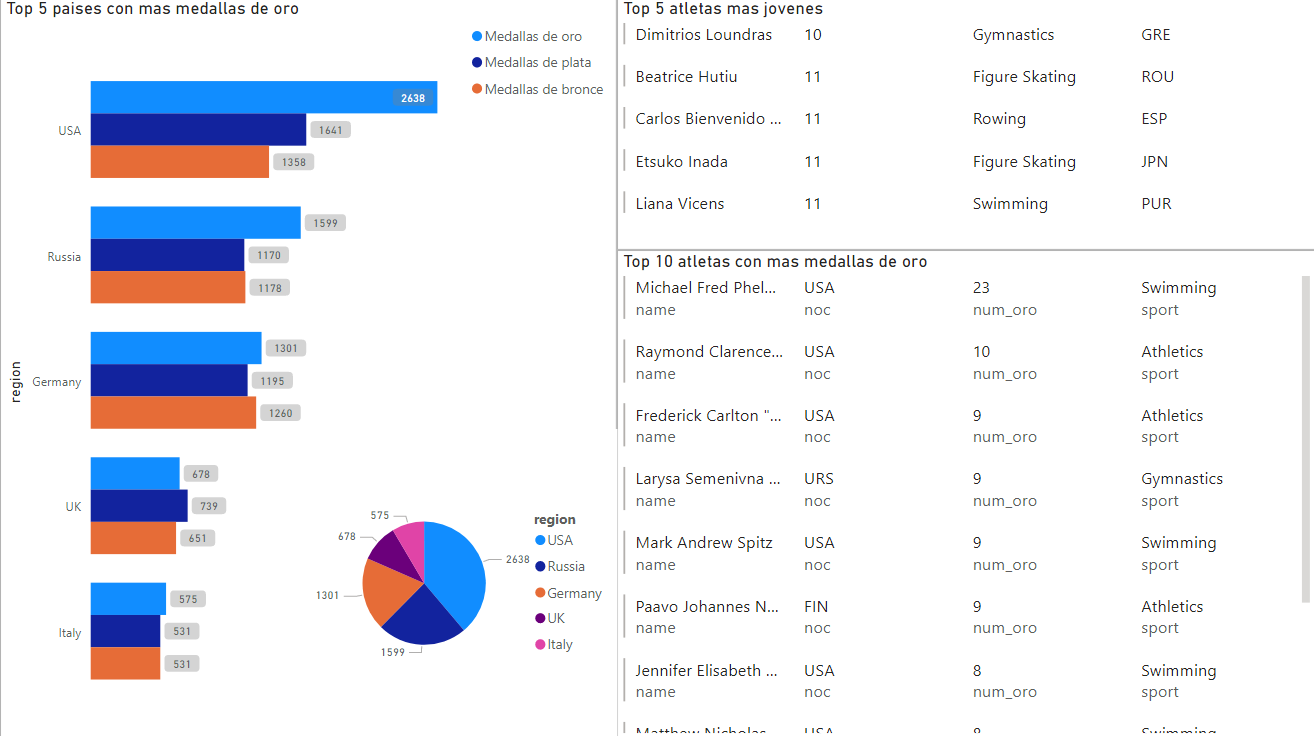 Top 5 paises con mas medallas de oro
Medallas de oro
Medallas de plata
Medallas de bronce
region
USA
2638
1641
1358
Russia
1599
1170
1178
Germany
1301
1195
1260
UK
678
739
651
Italy
575
531
531
575
678
1301
1599
2638
region
USA
Russia
Germany
UK
Italy
Top 5 atletas mas jovenes
Dimitrios Loundras 10 Gymnastics GRE
Beatrice Hutiu 11 Figure Skating ROU
Carlos Bienvenido ... 11 Rowing ESP
Etsuko Inada 11 Figure Skating JPN
Liana Vicens 11 Swimming PUR
Top 10 atletas con mas medallas de oro
Michael Fred Phel... USA 23 Swimming
name noc num_oro sport
Raymond Clarence... USA 10 Athletics
name noc num_oro sport
Frederick Carlton "... USA 9 Athletics
name noc num_oro sport
Larysa Semenivna ... URS 9 Gymnastics
name noc num_oro sport
Mark Andrew Spitz USA 9 Swimming
name noc num_oro sport
Paavo Johannes N... FIN 9 Athletics
name noc num_oro sport
Jennifer Elisabeth ... USA 8 Swimming
name noc num_oro sport
Matthew Nicholas ... USA 8 Swimming